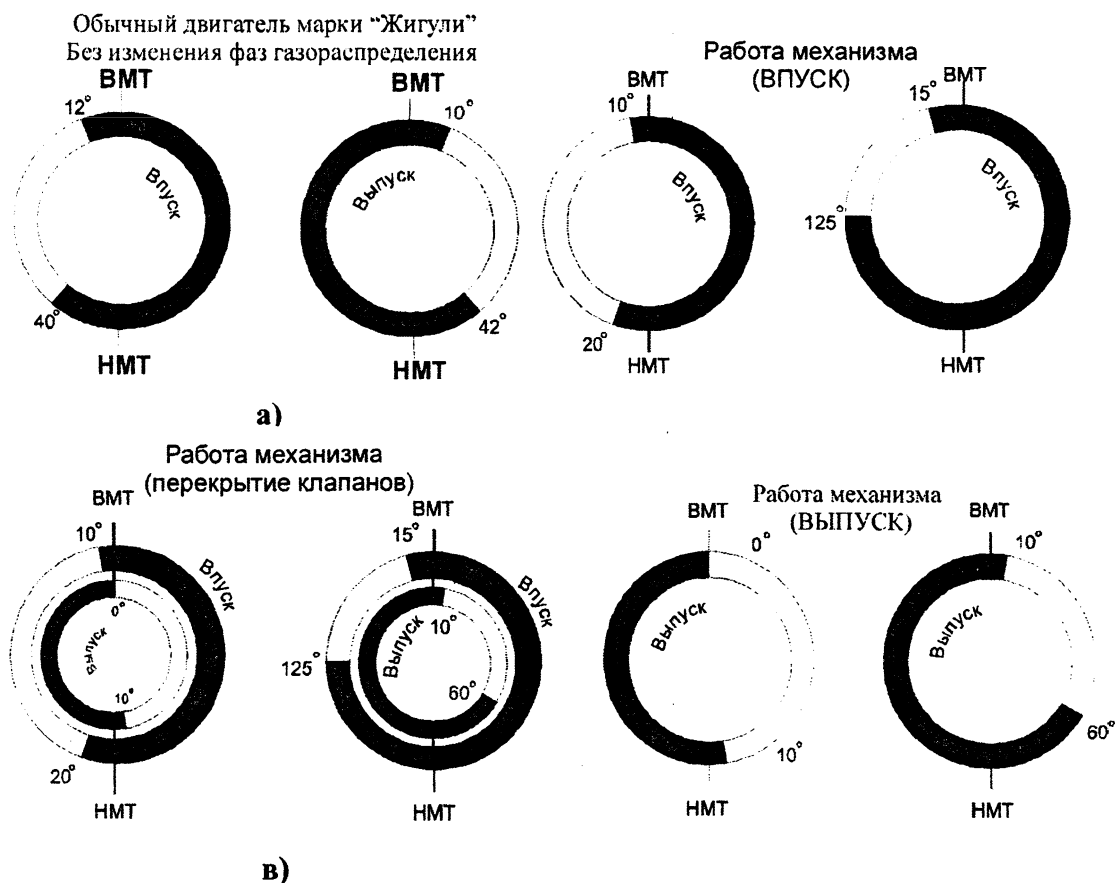 Обычный двигатель марки “Жигули”
Без изменения фаз газораспределения
ВМТ
12°
Впуск
40°
НМТ
ВМТ
10°
Выпуск
42°
НМТ
Работа механизма
(ВПУСК)
ВМТ
10°
Впуск
20°
НМТ
ВМТ
15°
Впуск
125°
НМТ
а)
Работа механизма
(перекрытие клапанов)
ВМТ
10°
Впуск
0°
Выпуск
10°
20°
НМТ
ВМТ
15°
Впуск
10°
Выпуск
125°
60°
НМТ
Работа механизма
(ВЫПУСК)
ВМТ
0°
Выпуск
10°
НМТ
ВМТ
10°
Выпуск
60°
НМТ
в)